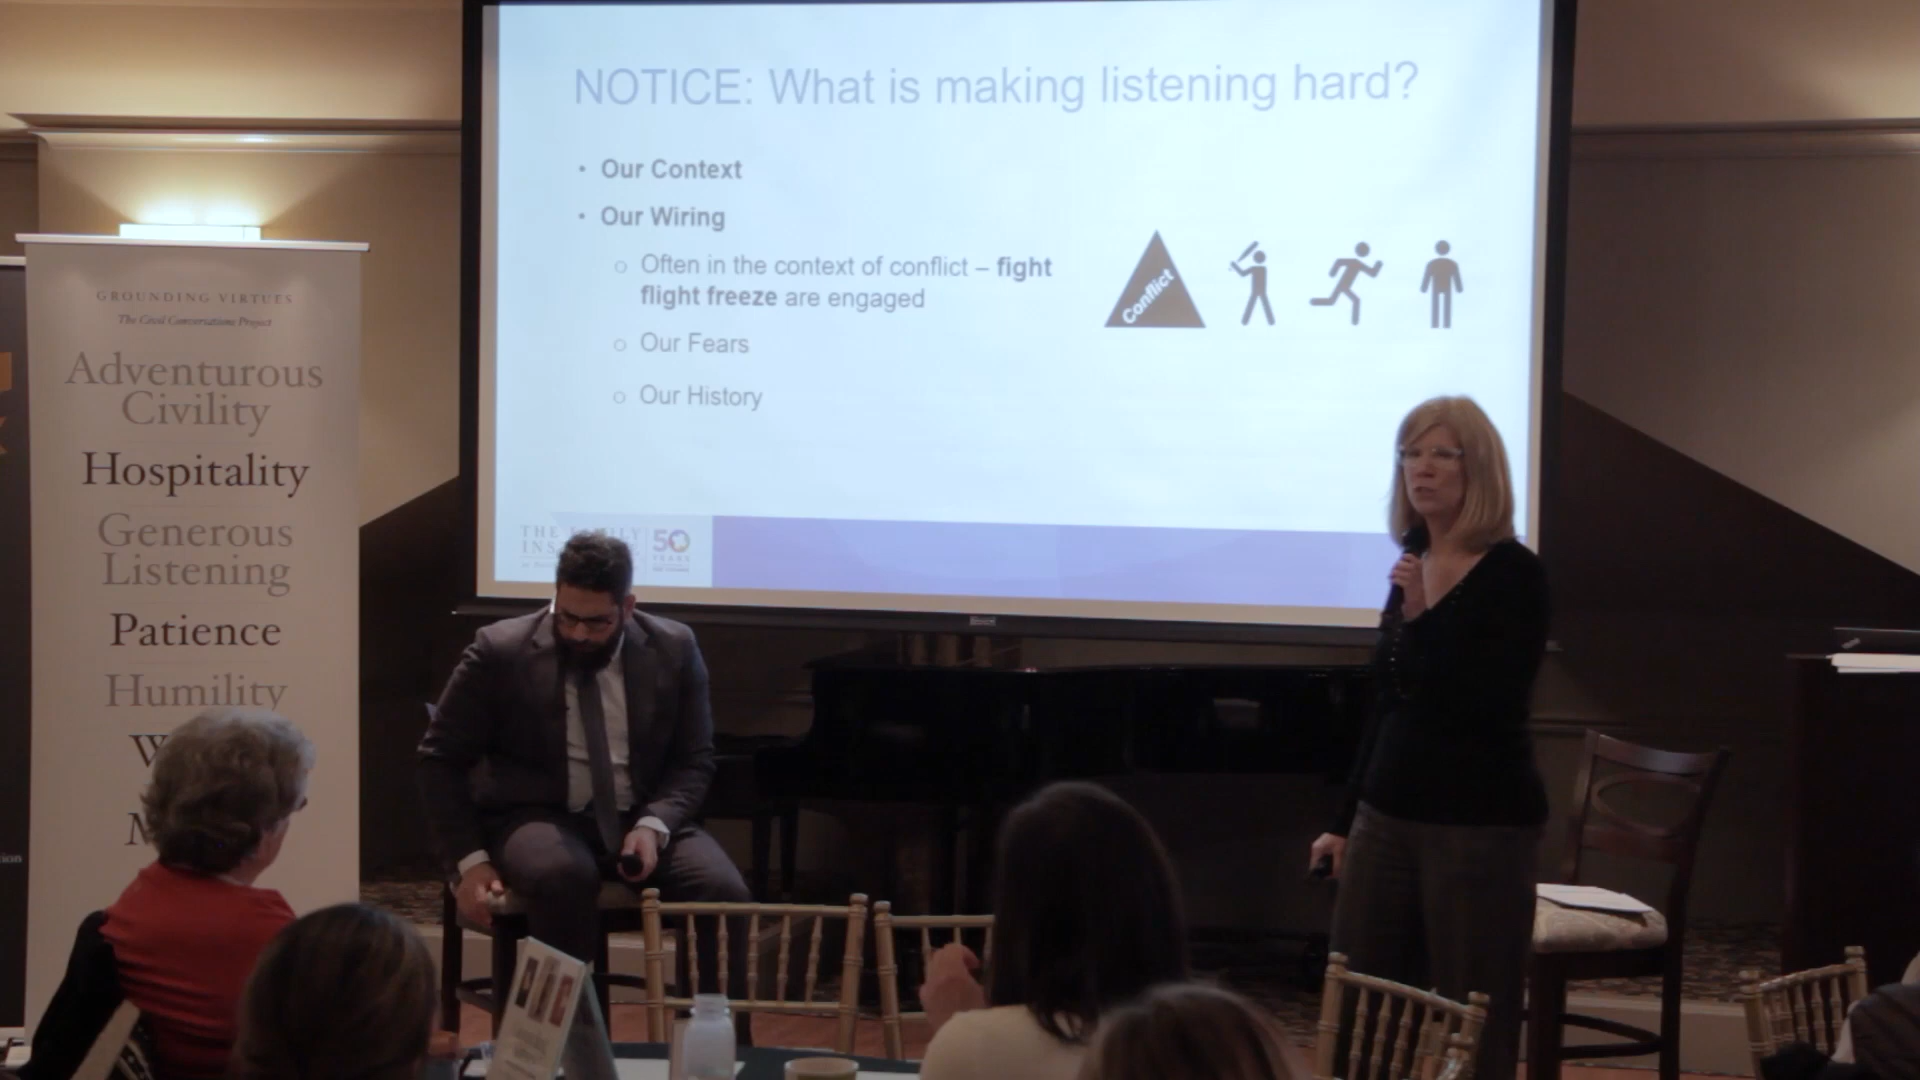 NOTICE: What is making listening hard?
• Our Context
• Our Wiring
o Often in the context of conflict – fight
flight freeze are engaged
o Our Fears
o Our History
Conflict
THE
50
YEARS
GROUNDING VIRTUES
The Civil Conversations Project
Adventurous
Civility
Hospitality
Generous
Listening
Patience
Humility